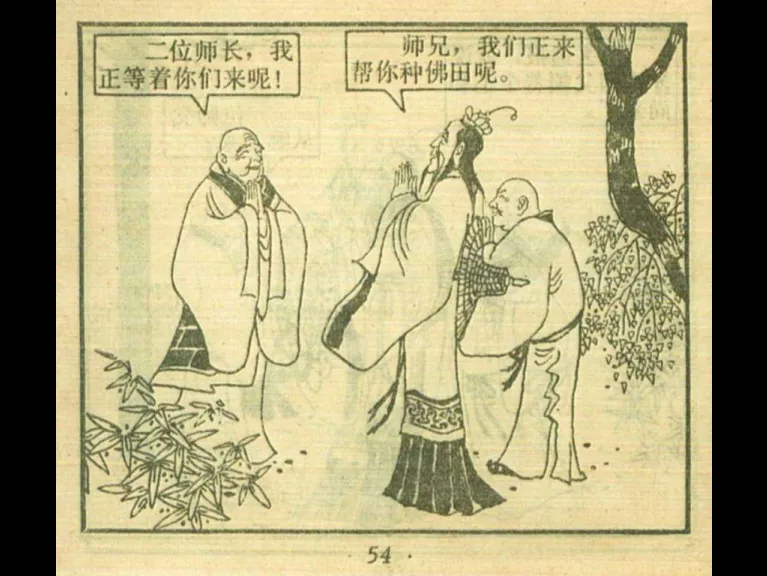 二位师长，我
正等着你们来呢！
师兄，我们正来
帮你种佛田呢。
· 54 ·